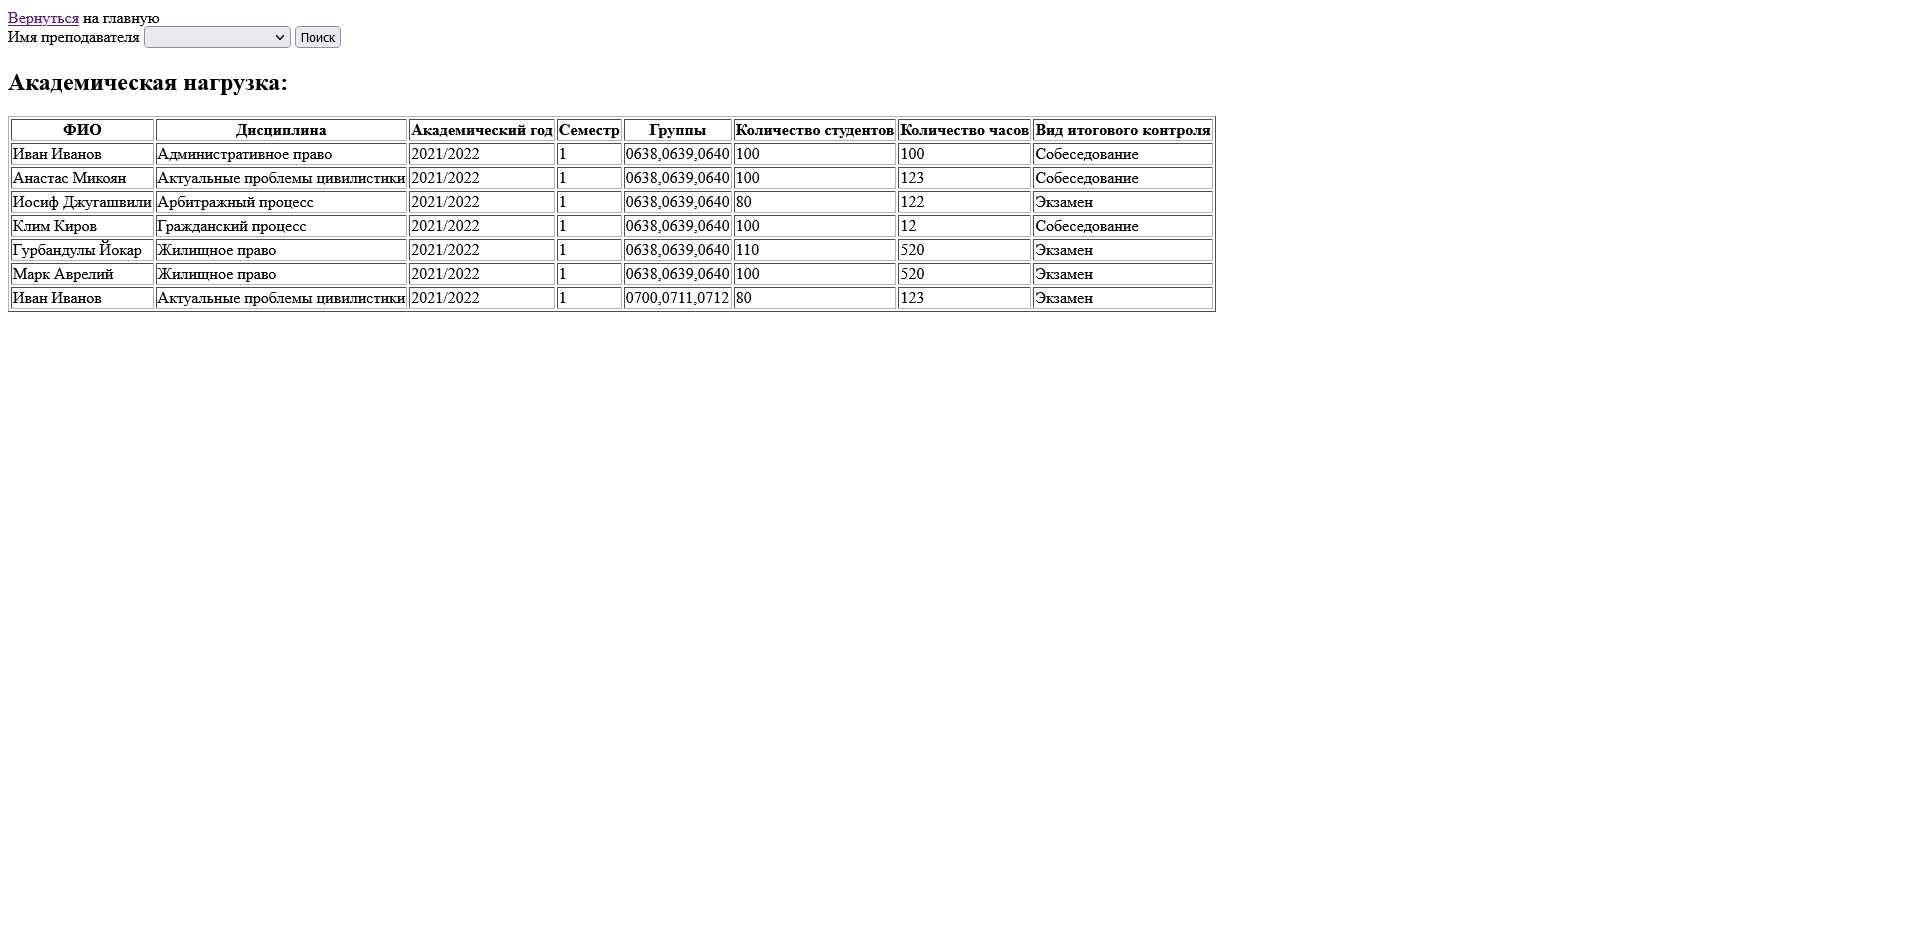 Вернуться на главную
Имя преподавателя Поиск
Академическая нагрузка:
ФИО Дисциплина Академический год Семестр Группы Количество студентов Количество часов Вид итогового контроля
Иван Иванов Административное право 2021/2022 1 0638,0639,0640 100 100 Собеседование
Анастас Микоян Актуальные проблемы цивилистики 2021/2022 1 0638,0639,0640 100 123 Собеседование
Иосиф Джугашвили Арбитражный процесс 2021/2022 1 0638,0639,0640 80 122 Экзамен
Клим Киров Гражданский процесс 2021/2022 1 0638,0639,0640 100 12 Собеседование
Гурбандулы Йокар Жилищное право 2021/2022 1 0638,0639,0640 110 520 Экзамен
Марк Аврелий Жилищное право 2021/2022 1 0638,0639,0640 100 520 Экзамен
Иван Иванов Актуальные проблемы цивилистики 2021/2022 1 0700,0711,0712 80 123 Экзамен